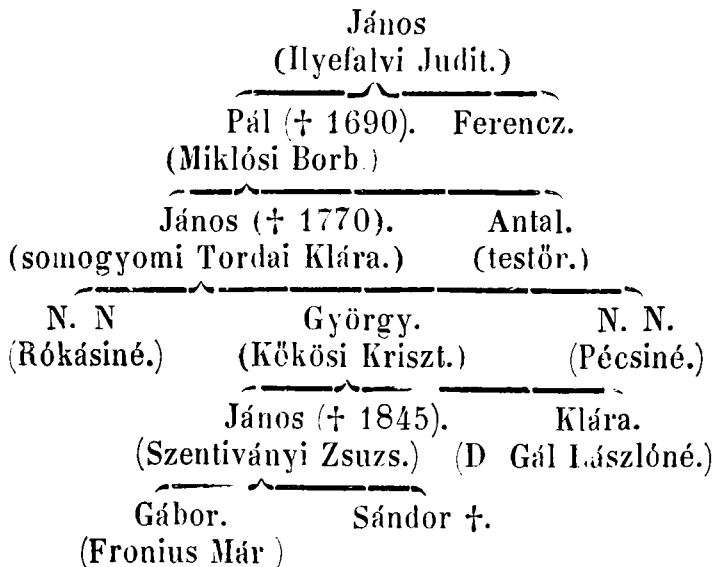 János
(Ilyefalvi Judit.)
Pál († 1690). Ferencz.
(Miklósi Borb.)
János († 1770). Antal.
(somogyomi Tordai Klára.) (testőr.)
N. N György. N. N.
(Rókásiné.) (Kőkösi Kriszt.) (Pécsiné.)
János († 1845). Klára.
(Szentiványi Zsuzs.) (D Gál Lászlóné.)
Gábor. Sándor †.
(Fronius Már )